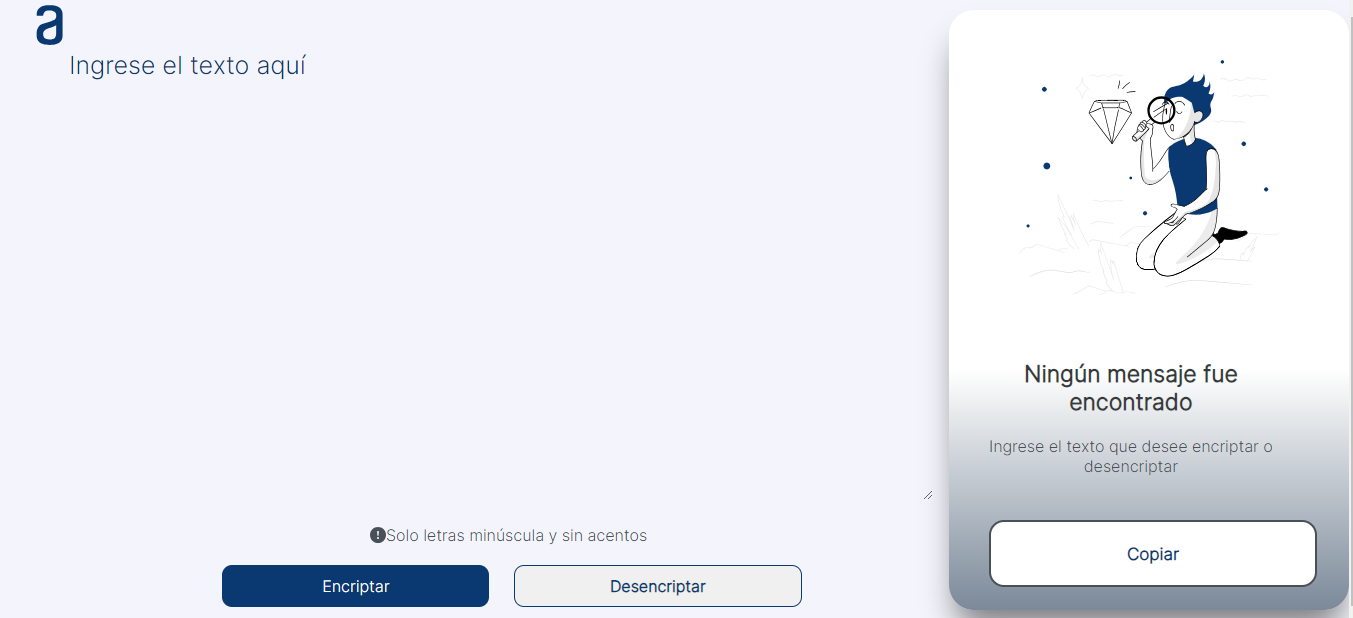 a
Ingrese el texto aquí
Solo letras minúscula y sin acentos
Encriptar
Desencriptar
Ningún mensaje fue
encontrado
Ingrese el texto que desee encriptar o
desencriptar
Copiar